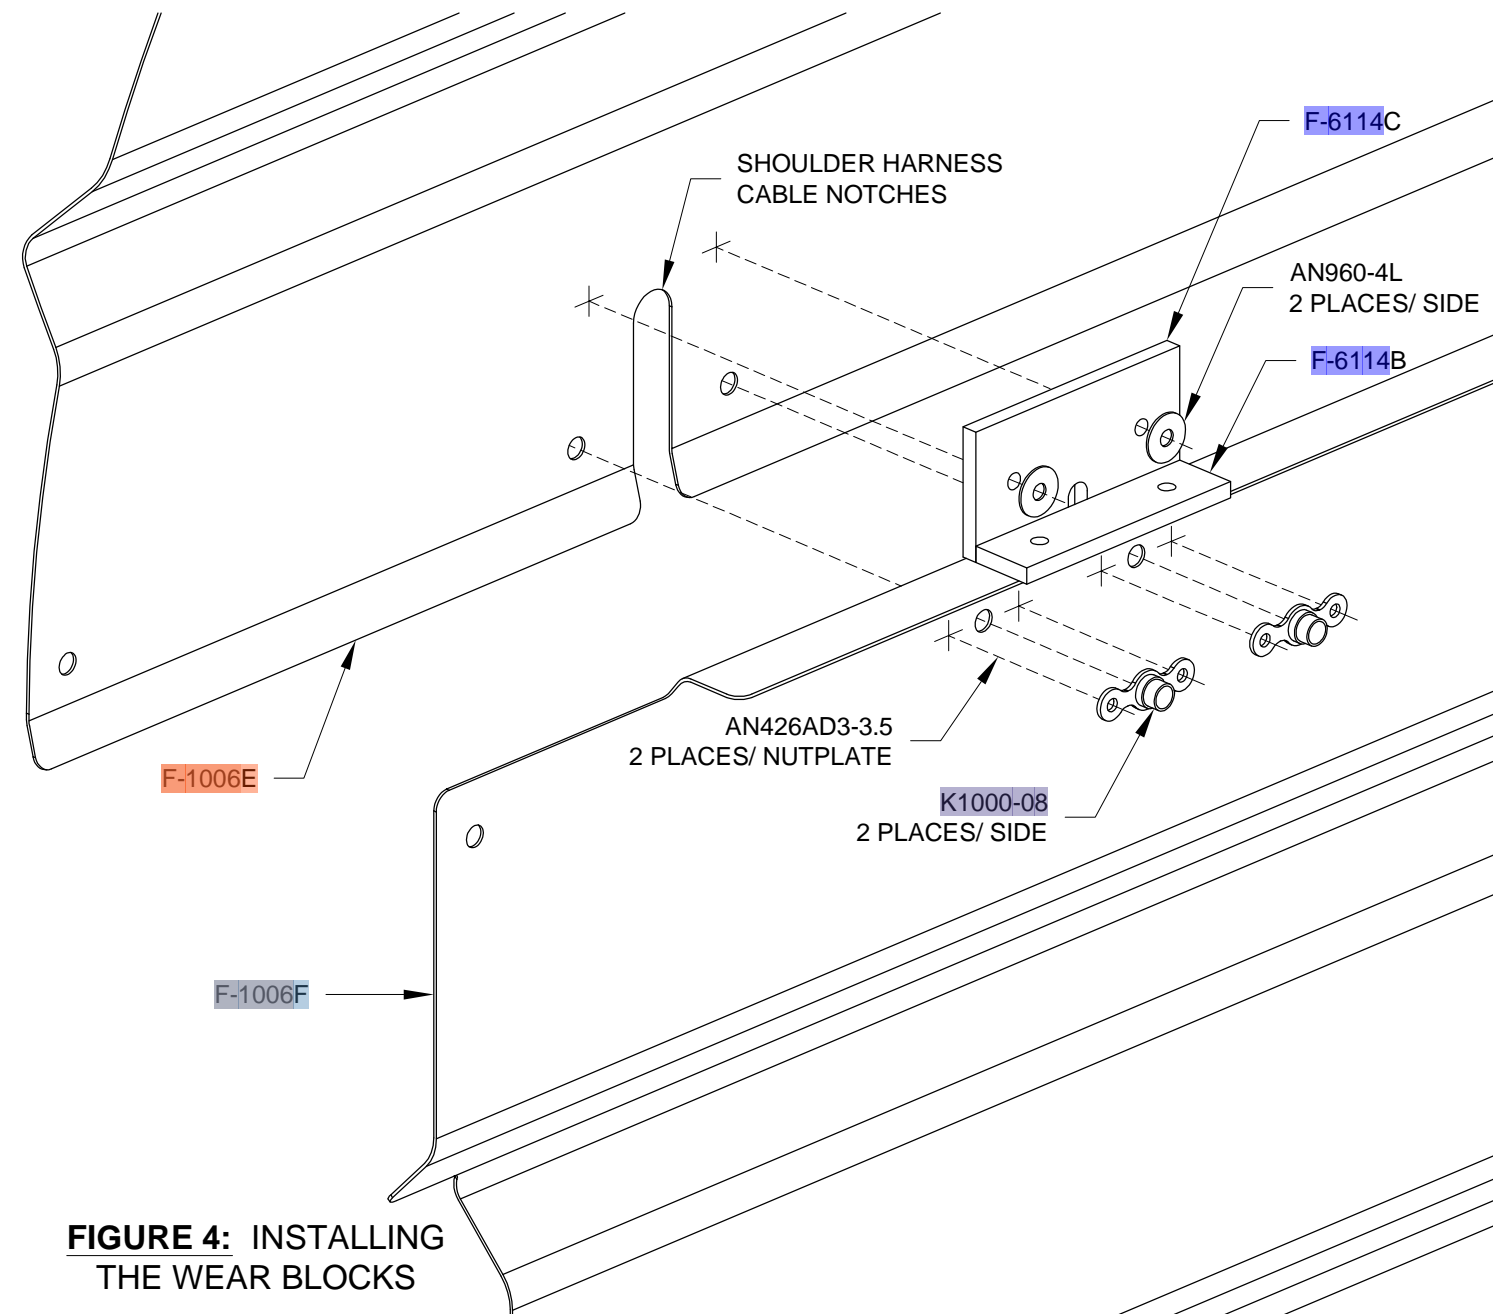 F-6114C
SHOULDER HARNESS
CABLE NOTCHES
AN960-4L
2 PLACES/ SIDE
F-6114B
AN426AD3-3.5
2 PLACES/ NUTPLATE
F-1006E
K1000-08
2 PLACES/ SIDE
F-1006F
FIGURE 4: INSTALLING
THE WEAR BLOCKS